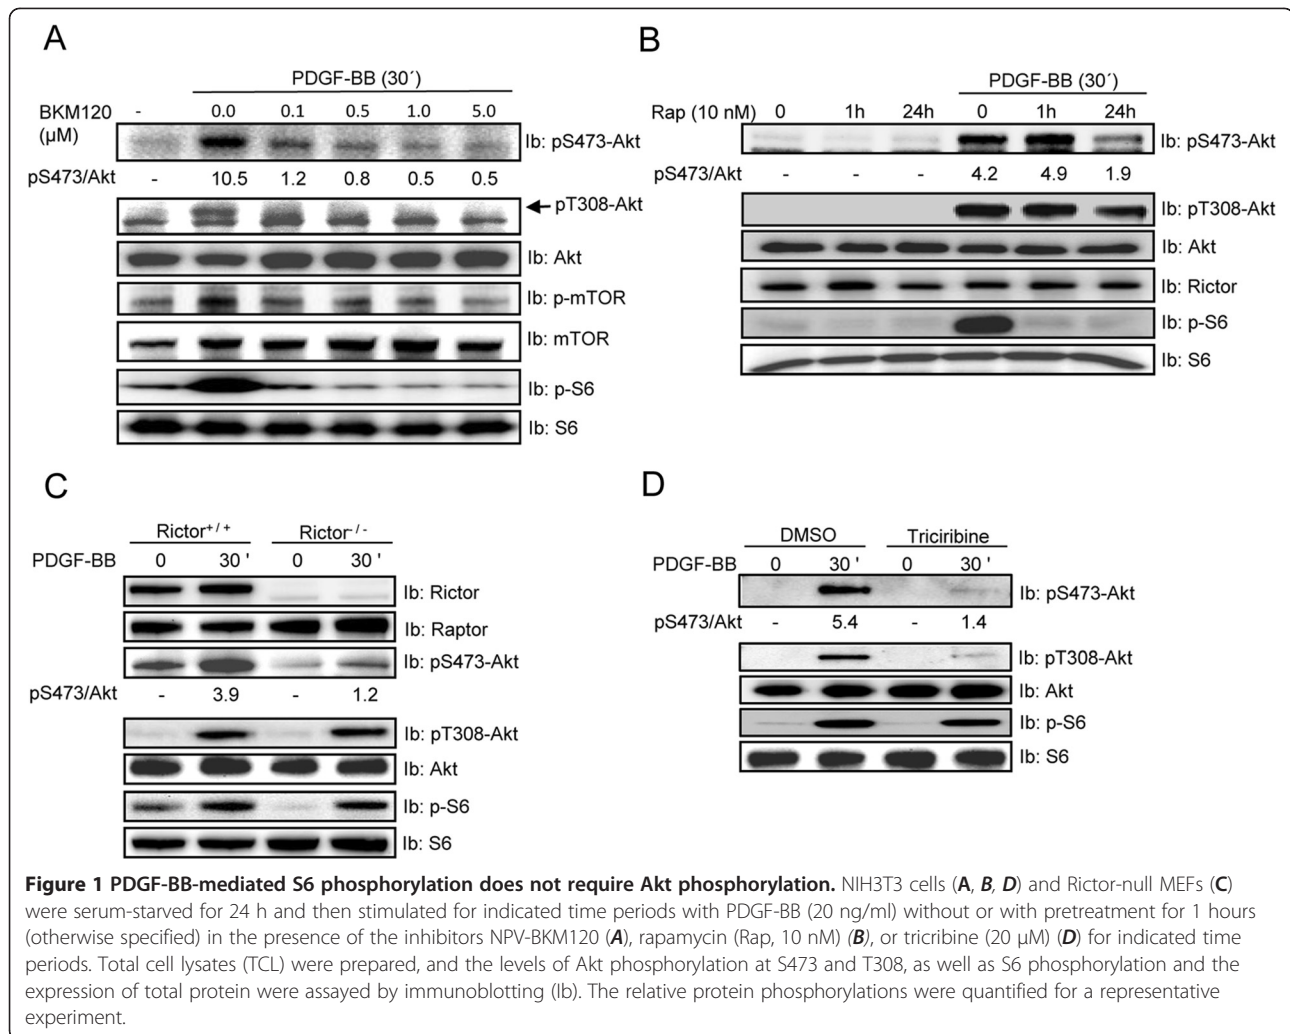 A
PDGF-BB (30´)
BKM120 (µM) - 0.0 0.1 0.5 1.0 5.0
Ib: pS473-Akt
pS473/Akt - 10.5 1.2 0.8 0.5 0.5
pT308-Akt
Ib: Akt
Ib: p-mTOR
Ib: mTOR
Ib: p-S6
Ib: S6
B
PDGF-BB (30´)
Rap (10 nM) 0 1h 24h 0 1h 24h
Ib: pS473-Akt
pS473/Akt - - - 4.2 4.9 1.9
Ib: pT308-Akt
Ib: Akt
Ib: Rictor
Ib: p-S6
Ib: S6
C
Rictor+/+ Rictor-/-
PDGF-BB 0 30 ' 0 30 '
Ib: Rictor
Ib: Raptor
Ib: pS473-Akt
pS473/Akt - 3.9 - 1.2
Ib: pT308-Akt
Ib: Akt
Ib: p-S6
Ib: S6
D
DMSO Triciribine
PDGF-BB 0 30 ' 0 30 '
Ib: pS473-Akt
pS473/Akt - 5.4 - 1.4
Ib: pT308-Akt
Ib: Akt
Ib: p-S6
Ib: S6
Figure 1 PDGF-BB-mediated S6 phosphorylation does not require Akt phosphorylation. NIH3T3 cells (A, B, D) and Rictor-null MEFs (C)
were serum-starved for 24 h and then stimulated for indicated time periods with PDGF-BB (20 ng/ml) without or with pretreatment for 1 hours
(otherwise specified) in the presence of the inhibitors NPV-BKM120 (A), rapamycin (Rap, 10 nM) (B), or tricribine (20 µM) (D) for indicated time
periods. Total cell lysates (TCL) were prepared, and the levels of Akt phosphorylation at S473 and T308, as well as S6 phosphorylation and the
expression of total protein were assayed by immunoblotting (Ib). The relative protein phosphorylations were quantified for a representative
experiment.